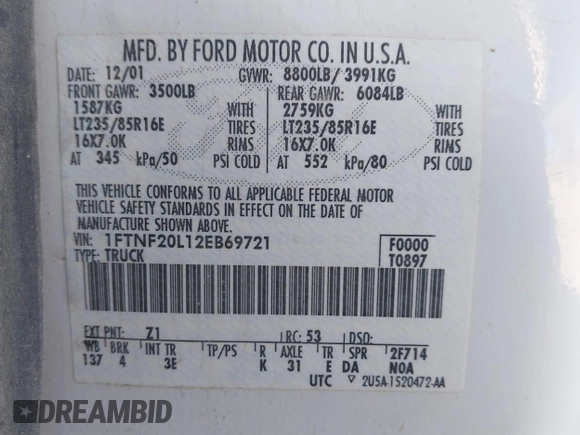 MFD. BY FORD MOTOR CO. IN U.S.A.
DATE: 12/01 GVWR: 8800LB/ 3991KG
FRONT GAWR: 3500LB REAR GAWR: 6084LB
1587KG WITH 2759KG WITH
LT235/85R16E TIRES LT235/85R16E TIRES
16X7.0K RIMS 16X7.0K RIMS
AT 345 kPa/50 PSI COLD AT 552 kPa/80 PSI COLD
THIS VEHICLE CONFORMS TO ALL APPLICABLE FEDERAL MOTOR
VEHICLE SAFETY STANDARDS IN EFFECT ON THE DATE OF
MANUFACTURE SHOWN ABOVE.
VIN: 1FTNF20L12EB69721 F0000
TYPE: TRUCK T0897
EXT PNT: Z1 RC: 53 DSO:
WB BRK INT TR TP/PS R AXLE TR SPR 2F714
137 4 3E K 31 E DA NOA
UTC ▽ 2U5A-1520472-AA
DREAMBID